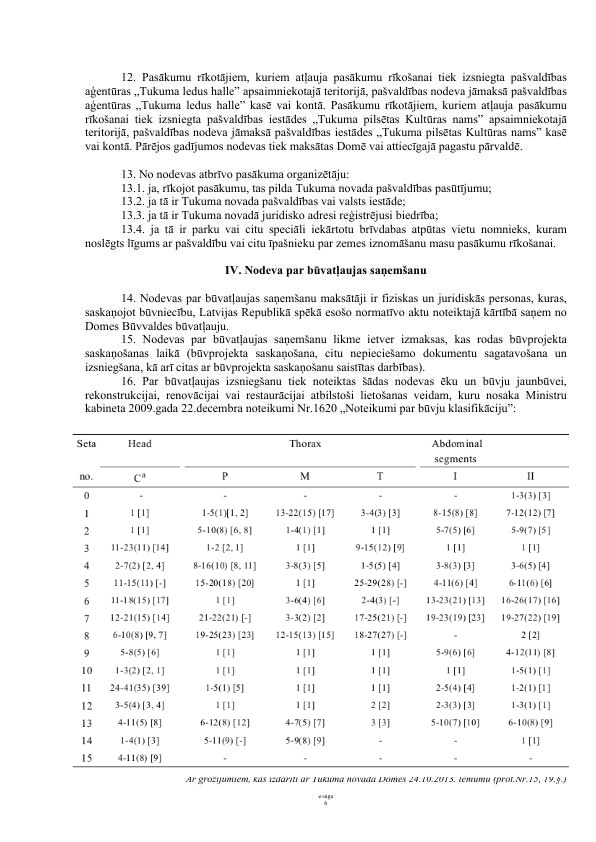 12. Pasākumu rīkotājiem, kuriem atļauja pasākumu rīkošanai tiek izsniegta pašvaldības
aģentūras „Tukuma ledus halle” apsaimniekotajā teritorijā, pašvaldības nodeva jāmaksā pašvaldības
aģentūras „Tukuma ledus halle” kasē vai kontā. Pasākumu rīkotājiem, kuriem atļauja pasākumu
rīkošanai tiek izsniegta pašvaldības iestādes „Tukuma pilsētas Kultūras nams” apsaimniekotajā
teritorijā, pašvaldības nodeva jāmaksā pašvaldības iestādes „Tukuma pilsētas Kultūras nams” kasē
vai kontā. Pārējos gadījumos nodevas tiek maksātas Domē vai attiecīgajā pagastu pārvaldē.
13. No nodevas atbrīvo pasākuma organizētāju:
13.1. ja, rīkojot pasākumu, tas pilda Tukuma novada pašvaldības pasūtījumu;
13.2. ja tā ir Tukuma novada pašvaldības vai valsts iestāde;
13.3. ja tā ir Tukuma novadā juridisko adresi reģistrējusi biedrība;
13.4. ja tā ir parku vai citu speciāli iekārtotu brīvdabas atpūtas vietu nomnieks, kuram
noslēgts līgums ar pašvaldību vai citu īpašnieku par zemes iznomāšanu masu pasākumu rīkošanai.
IV. Nodeva par būvatļaujas saņemšanu
14. Nodevas par būvatļaujas saņemšanu maksātāji ir fiziskas un juridiskās personas, kuras,
saskaņojot būvniecību, Latvijas Republikā spēkā esošo normatīvo aktu noteiktajā kārtībā saņem no
Domes Būvvaldes būvatļauju.
15. Nodevas par būvatļaujas saņemšanu likme ietver izmaksas, kas rodas būvprojekta
saskaņošanas laikā (būvprojekta saskaņošana, citu nepieciešamo dokumentu sagatavošana un
izsniegšana, kā arī citas ar būvprojekta saskaņošanu saistītas darbības).
16. Par būvatļaujas izsniegšanu tiek noteiktas šādas nodevas ēku un būvju jaunbūvei,
rekonstrukcijai, renovācijai vai restaurācijai atbilstoši lietošanas veidam, kuru nosaka Ministru
kabineta 2009.gada 22.decembra noteikumi Nr.1620 „Noteikumi par būvju klasifikāciju”:
Seta Head Thorax Abdominal
segments
no. Cª P M T I II
0 - - - - - 1-3(3) [3]
1 1 [1] 1-5(1)[1, 2] 13-22(15) [17] 3-4(3) [3] 8-15(8) [8] 7-12(12) [7]
2 1 [1] 5-10(8) [6, 8] 1-4(1) [1] 1 [1] 5-7(5) [6] 5-9(7) [5]
3 11-23(11) [14] 1-2 [2, 1] 1 [1] 9-15(12) [9] 1 [1] 1 [1]
4 2-7(2) [2, 4] 8-16(10) [8, 11] 3-8(3) [5] 1-5(5) [4] 3-8(3) [3] 3-6(5) [4]
5 11-15(11) [-] 15-20(18) [20] 1 [1] 25-29(28) [-] 4-11(6) [4] 6-11(6) [6]
6 11-18(15) [17] 1 [1] 3-6(4) [6] 2-4(3) [-] 13-23(21) [13] 16-26(17) [16]
7 12-21(15) [14] 21-22(21) [-] 3-3(2) [2] 17-25(21) [-] 19-23(19) [23] 19-27(22) [19]
8 6-10(8) [9, 7] 19-25(23) [23] 12-15(13) [15] 18-27(27) [-] - 2 [2]
9 5-8(5) [6] 1 [1] 1 [1] 1 [1] 5-9(6) [6] 4-12(11) [8]
10 1-3(2) [2, 1] 1 [1] 1 [1] 1 [1] 1 [1] 1-5(1) [1]
11 24-41(35) [39] 1-5(1) [5] 1 [1] 1 [1] 2-5(4) [4] 1-2(1) [1]
12 3-5(4) [3, 4] 1 [1] 1 [1] 2 [2] 2-3(3) [3] 1-3(1) [1]
13 4-11(5) [8] 6-12(8) [12] 4-7(5) [7] 3 [3] 5-10(7) [10] 6-10(8) [9]
14 1-4(1) [3] 5-11(9) [-] 5-9(8) [9] - - 1 [1]
15 4-11(8) [9] - - - - -
Ar grozījumiem, kas izdarīti ar Tukuma novada Domes 24.10.2013. lēmumu (prot.Nr.15, 19.§.)
6